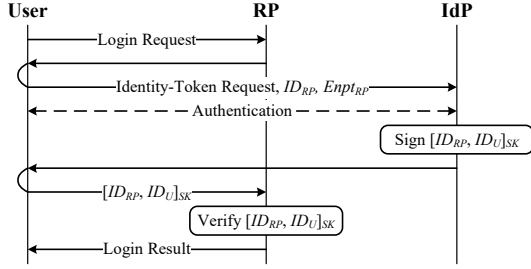 User RP IdP
Login Request
Identity-Token Request, ID_RP, Enpt_RP
Authentication
Sign [ID_RP, ID_U]_SK
[ID_RP, ID_U]_SK
Verify [ID_RP, ID_U]_SK
Login Result